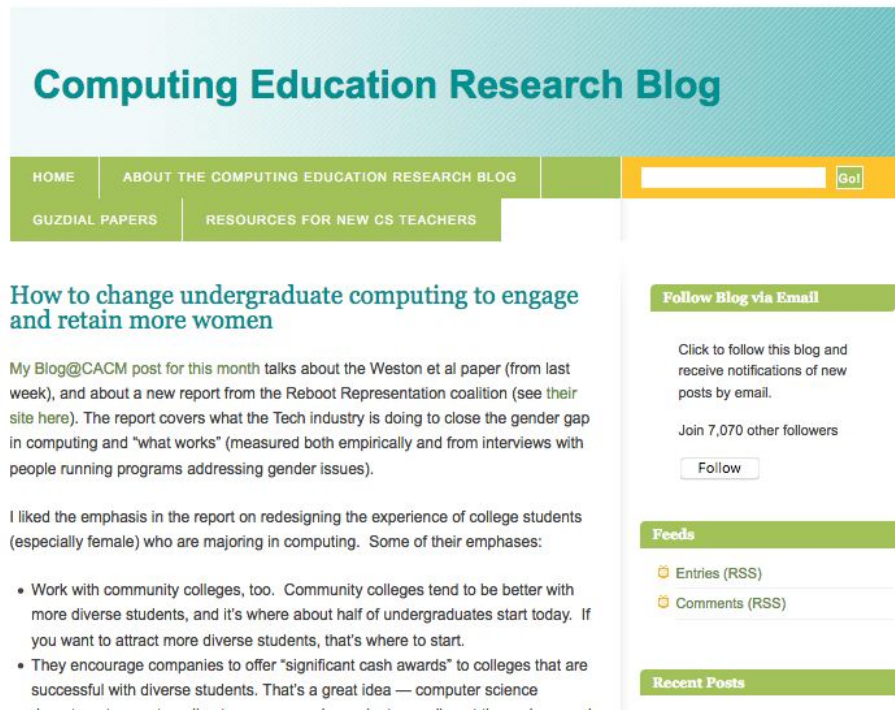 Computing Education Research Blog
HOME
ABOUT THE COMPUTING EDUCATION RESEARCH BLOG
Go!
GUZDIAL PAPERS
RESOURCES FOR NEW CS TEACHERS
How to change undergraduate computing to engage
and retain more women
My Blog@CACM post for this month talks about the Weston et al paper (from last
week), and about a new report from the Reboot Representation coalition (see their
site here). The report covers what the Tech industry is doing to close the gender gap
in computing and “what works” (measured both empirically and from interviews with
people running programs addressing gender issues).
I liked the emphasis in the report on redesigning the experience of college students
(especially female) who are majoring in computing.  Some of their emphases:
• Work with community colleges, too.  Community colleges tend to be better with
more diverse students, and it’s where about half of undergraduates start today.  If
you want to attract more diverse students, that’s where to start.
• They encourage companies to offer “significant cash awards” to colleges that are
successful with diverse students. That’s a great idea — computer science
Follow Blog via Email
Click to follow this blog and
receive notifications of new
posts by email.
Join 7,070 other followers
Follow
Feeds
Entries (RSS)
Comments (RSS)
Recent Posts